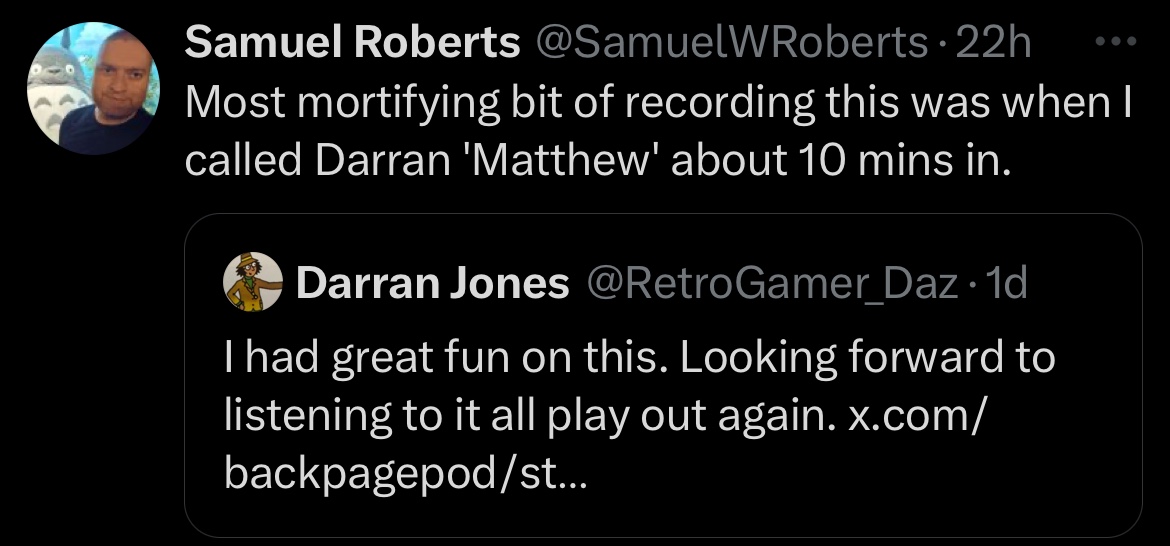 Samuel Roberts @SamuelWRoberts · 22h ...
Most mortifying bit of recording this was when I
called Darran 'Matthew' about 10 mins in.
Darran Jones @RetroGamer_Daz · 1d
I had great fun on this. Looking forward to
listening to it all play out again. x.com/
backpagepod/st...